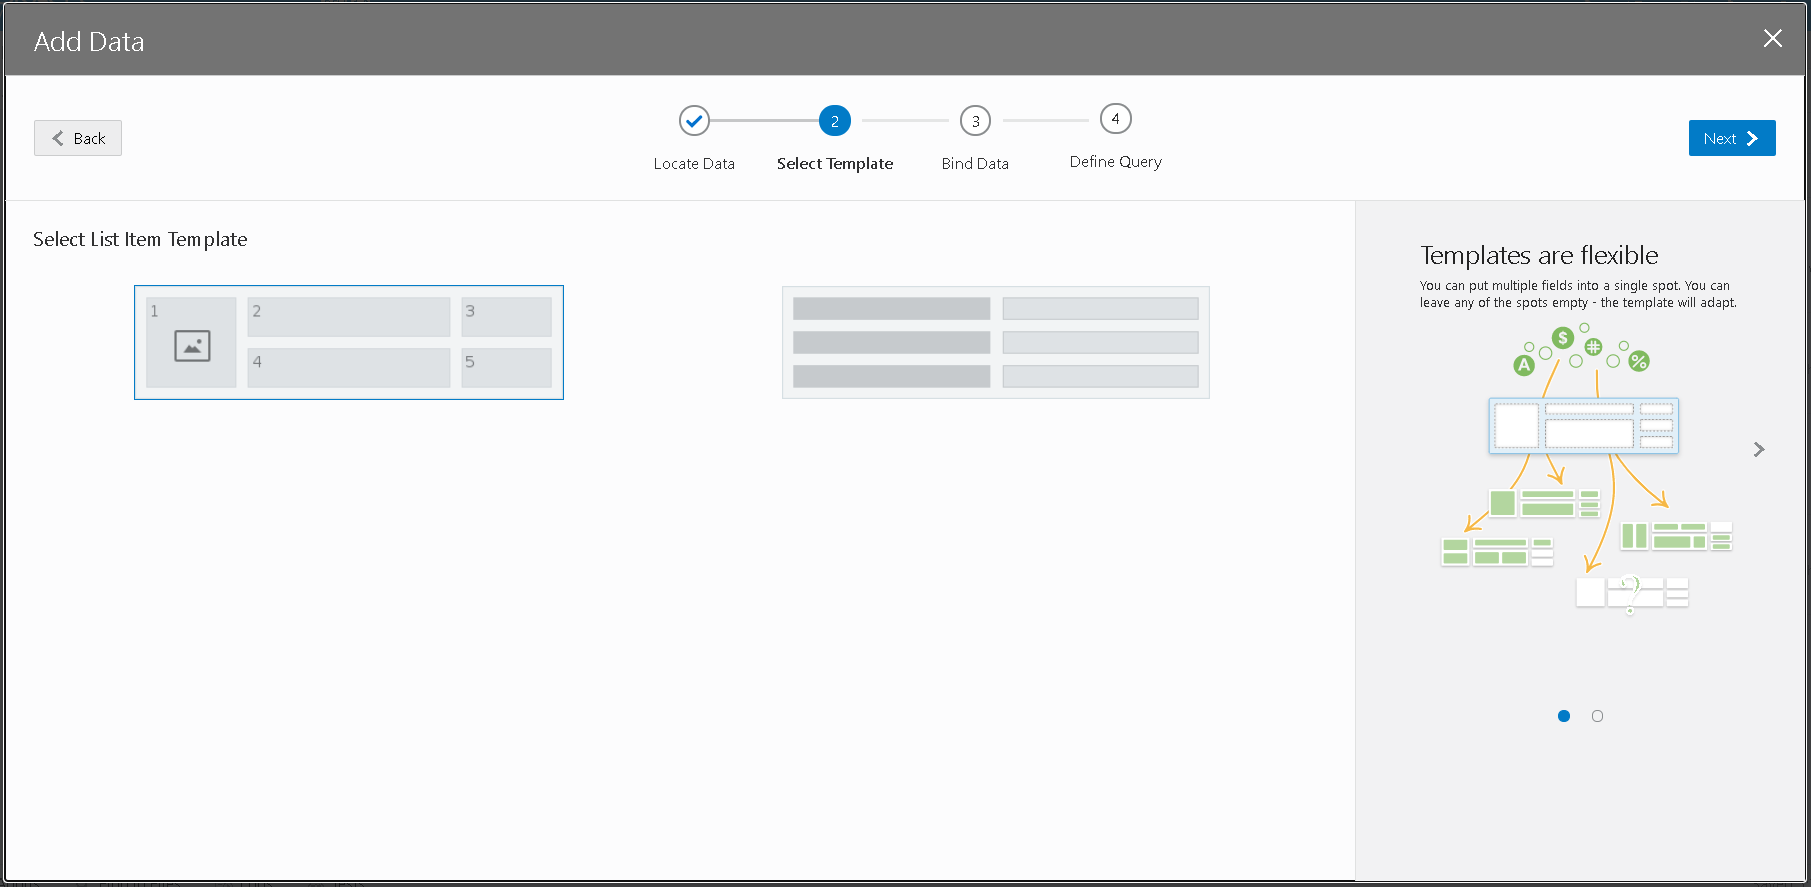 Add Data
Back
2
3
4
Locate Data
Select Template
Bind Data
Define Query
Next
Select List Item Template
1
2
3
4
5
Templates are flexible
You can put multiple fields into a single spot. You can
leave any of the spots empty - the template will adapt.
$
#
A
%
?